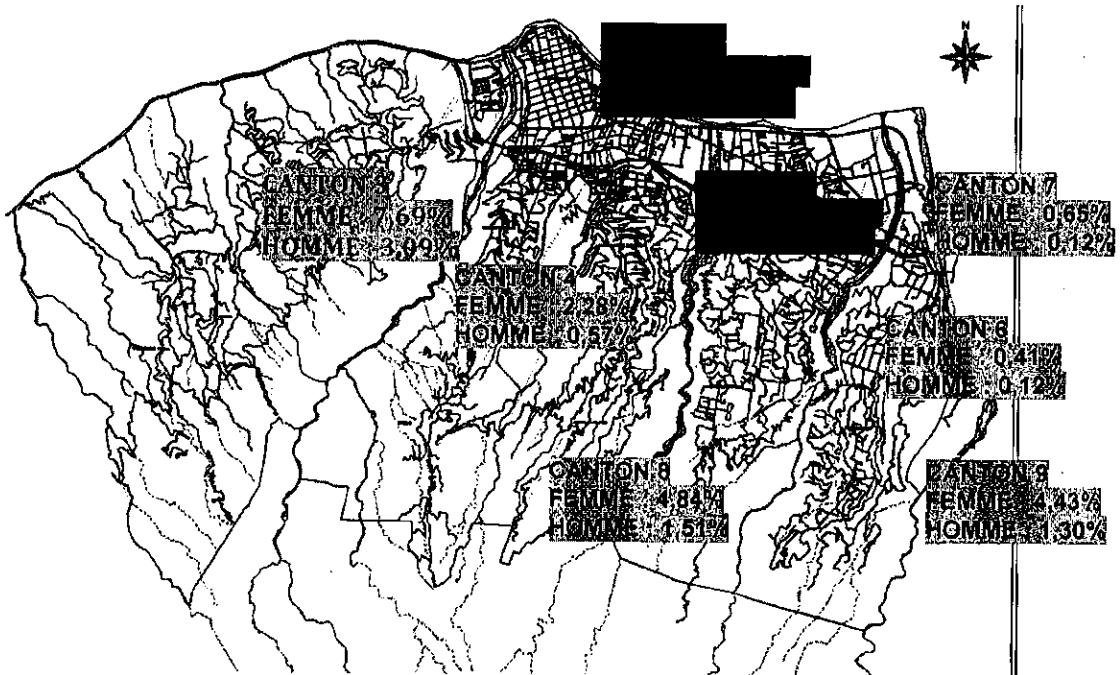 N
CANTON 3
FEMME : 7.69%
HOMME : 3.09%
CANTON 7
FEMME : 0.65%
HOMME : 0.12%
CANTON 4
FEMME : 2.28%
HOMME : 0.57%
CANTON 6
FEMME : 0.41%
HOMME : 0.12%
CANTON 8
FEMME : 4.84%
HOMME : 1.51%
CANTON 9
FEMME : 4.43%
HOMME : 1.30%